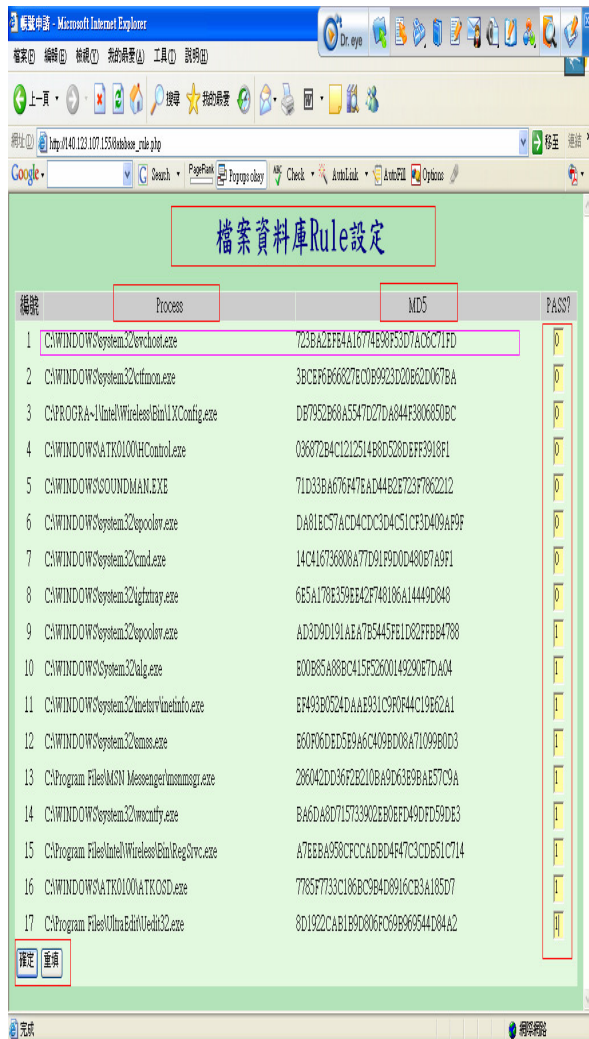 帳號申請 - Microsoft Internet Explorer
Dr. eye
檔案(F) 編輯(E) 檢視(V) 我的最愛(A) 工具(T) 說明(H)
上一頁 搜尋 我的最愛
網址(D) http://140.123.107.155/database_rule.php 移至 連結
Google Search PageRank Popups okay Check AutoLink AutoFill Options
檔案資料庫Rule設定
編號 Process MD5 PASS?
1 C:\WINDOWS\system32\svchost.exe 723BA2EFE4A16774E98F53D7AC6C71FD 0
2 C:\WINDOWS\system32\ctfmon.exe 3BCEF6B66827EC0B9923D20B62D067BA 0
3 C:\PROGRA~1\Intel\Wireless\Bin\1XConfig.exe DB7952B68A5547D27DA844F3806850BC 0
4 C:\WINDOWS\ATK0100\HControl.exe 036872B4C1212514B8D528DEFF3918F1 0
5 C:\WINDOWS\SOUNDMAN.EXE 71D33BA676F47EAD44B2E723F7862212 0
6 C:\WINDOWS\system32\spoolsv.exe DA81EC57ACD4CDC3D4C51CF3D409AF9F 0
7 C:\WINDOWS\system32\cmd.exe 14C416736808A77D91F9D0D480B7A9F1 0
8 C:\WINDOWS\system32\igfxtray.exe 6E5A178E359EE42F748186A14449D848 0
9 C:\WINDOWS\system32\spoolsv.exe AD3D9D191AEA7B5445FE1D82FFBB4788 1
10 C:\WINDOWS\System32\alg.exe E00B85A88BC415F52600149290E7DA04 1
11 C:\WINDOWS\system32\inetsrv\inetinfo.exe EF493B0524DAAE931C9F0F44C19E62A1 1
12 C:\WINDOWS\system32\smss.exe E60F06DED5E9A6C409BD08A71099B0D3 1
13 C:\Program Files\MSN Messenger\msnmsgr.exe 286042DD36F2E210BA9D63E9BAE57C9A 1
14 C:\WINDOWS\system32\wscntfy.exe BA6DA8D715733902EB0EFD49DFD59DE3 1
15 C:\Program Files\Intel\Wireless\Bin\RegSrvc.exe A7EEBA958CFCCADBD4F47C3CDB51C714 1
16 C:\WINDOWS\ATK0100\ATKOSD.exe 7785F7733C186BC9B4D8916CB3A185D7 1
17 C:\Program Files\UltraEdit\Uedit32.exe 8D1922CAB1B9D806FC69B969544D84A2 1
確定 重填
完成 網際網路